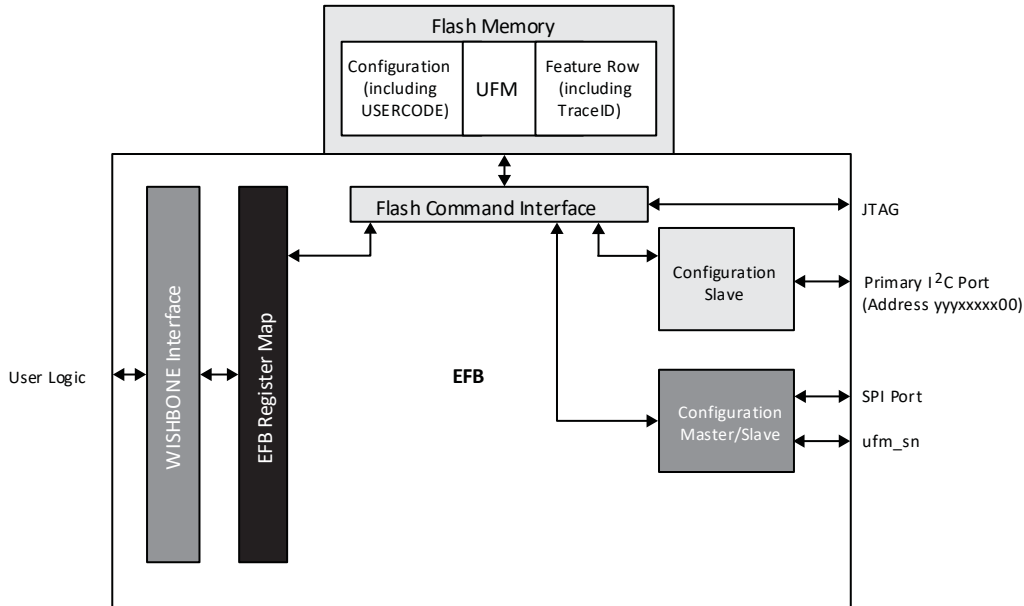 Flash Memory
Configuration
(including
USERCODE)
UFM
Feature Row
(including
TraceID)
Flash Command Interface
JTAG
Configuration
Slave
Primary I²C Port
(Address yyyxxxxx00)
User Logic
WISHBONE Interface
EFB Register Map
EFB
Configuration
Master/Slave
SPI Port
ufm_sn